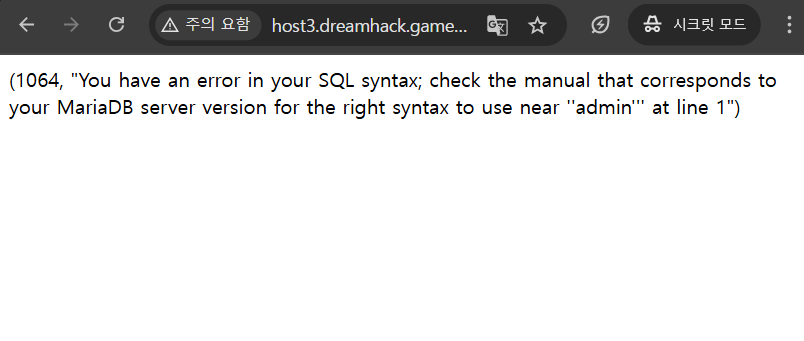 주의 요함 host3.dreamhack.game... 시크릿 모드
(1064, "You have an error in your SQL syntax; check the manual that corresponds to
your MariaDB server version for the right syntax to use near ''admin''' at line 1")